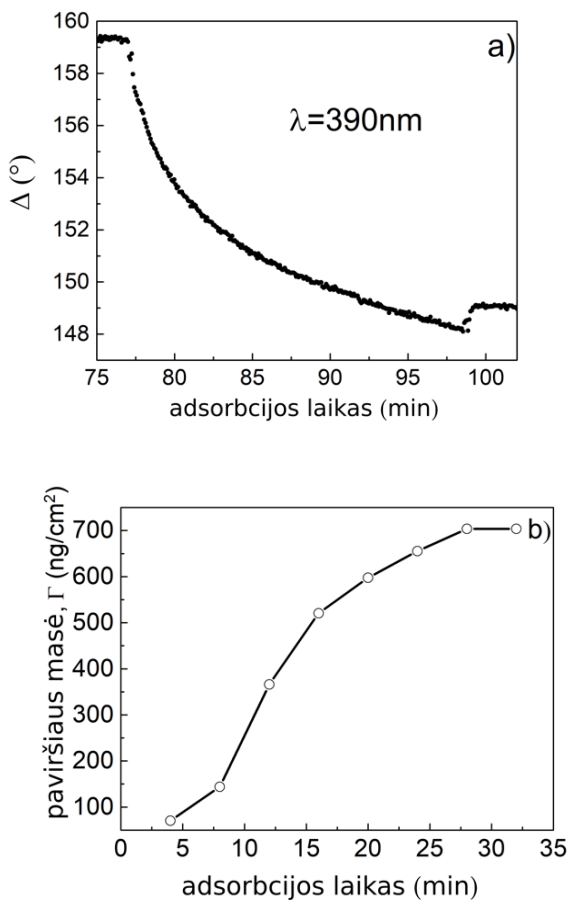 160
a)
158
λ=390nm
156
Δ (°)
154
152
150
148
75 80 85 90 95 100
adsorbcijos laikas (min)
b)
700
600
500
400
300
200
100
paviršiaus masė, Γ (ng/cm²)
0 5 10 15 20 25 30 35
adsorbcijos laikas (min)